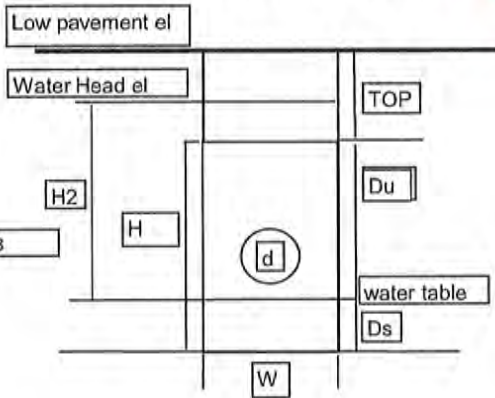 Low pavement el
Water Head el
TOP
H2
Du
H
d
water table
Ds
W